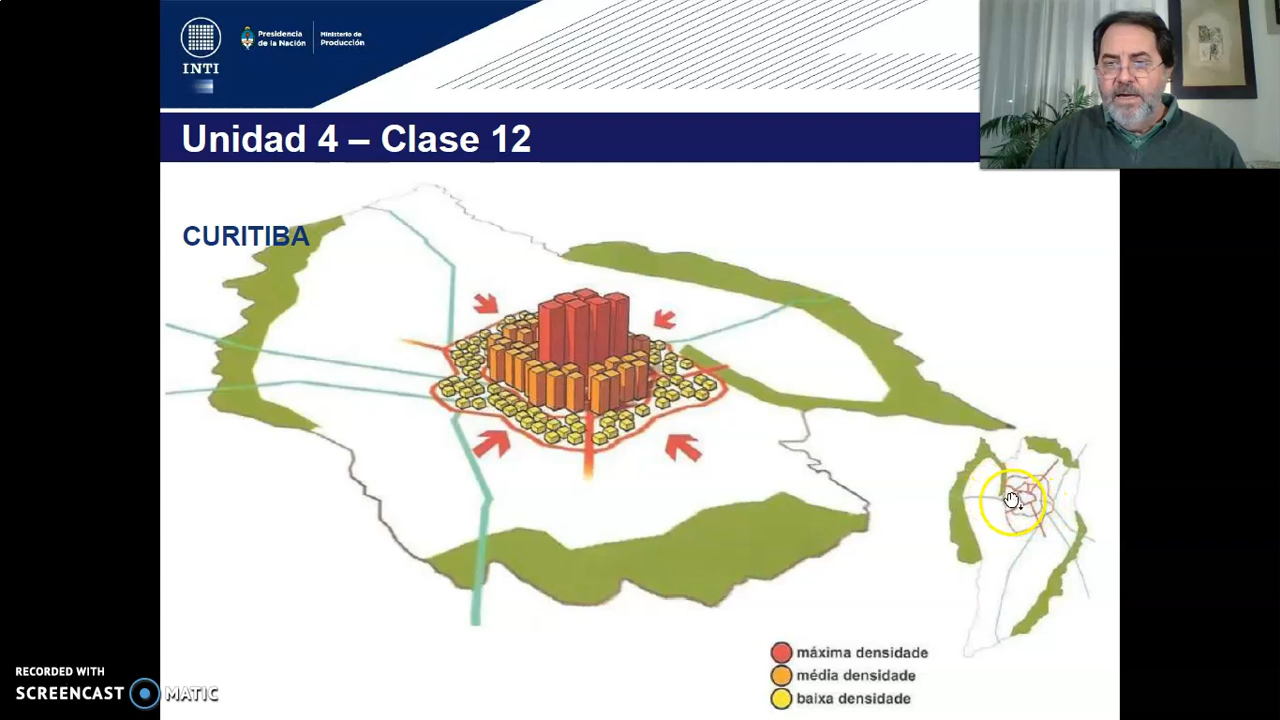 INTI
Presidencia
de la Nación
Ministerio de
Producción
Unidad 4 – Clase 12
CURITIBA
máxima densidade
média densidade
baixa densidade
RECORDED WITH
SCREENCAST MATIC